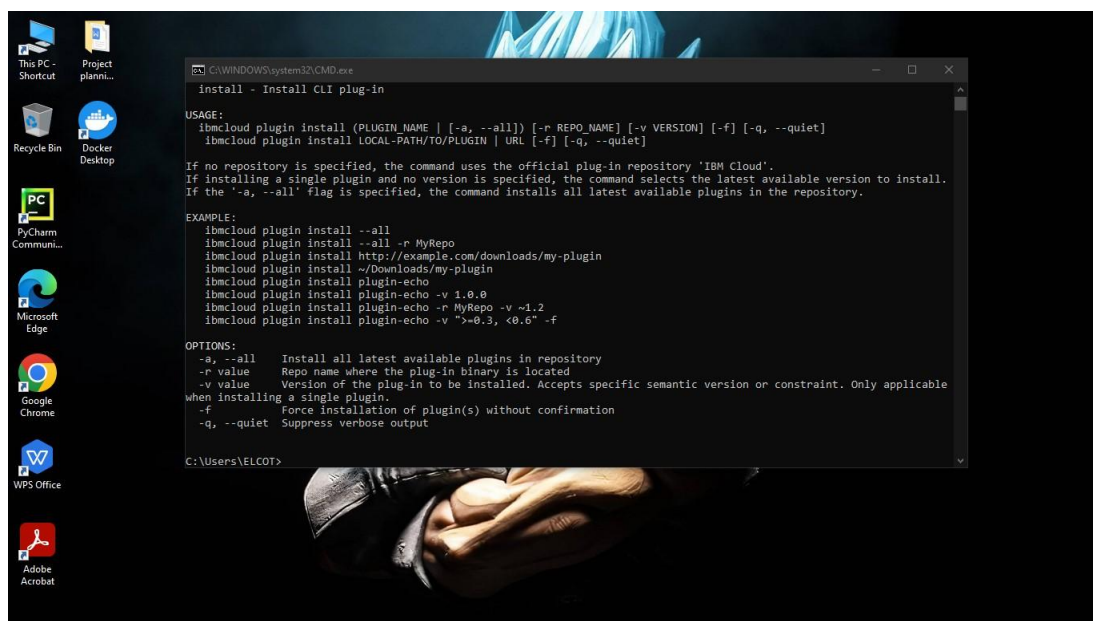 This PC -
Shortcut
Project
planni...
Recycle Bin
Docker
Desktop
PC
PyCharm
Communi...
Microsoft
Edge
Google
Chrome
WPS Office
Adobe
Acrobat
C:\WINDOWS\system32\CMD.exe
install - Install CLI plug-in
USAGE:
ibmcloud plugin install (PLUGIN_NAME | [-a, --all]) [-r REPO_NAME] [-v VERSION] [-f] [-q, --quiet]
ibmcloud plugin install LOCAL-PATH/TO/PLUGIN | URL [-f] [-q, --quiet]
If no repository is specified, the command uses the official plug-in repository 'IBM Cloud'.
If installing a single plugin and no version is specified, the command selects the latest available version to install.
If the '-a, --all' flag is specified, the command installs all latest available plugins in the repository.
EXAMPLE:
ibmcloud plugin install --all
ibmcloud plugin install --all -r MyRepo
ibmcloud plugin install http://example.com/downloads/my-plugin
ibmcloud plugin install ~/Downloads/my-plugin
ibmcloud plugin install plugin-echo
ibmcloud plugin install plugin-echo -v 1.0.0
ibmcloud plugin install plugin-echo -r MyRepo -v ~1.2
ibmcloud plugin install plugin-echo -v ">=0.3, <0.6" -f
OPTIONS:
-a, --all    Install all latest available plugins in repository
-r value     Repo name where the plug-in binary is located
-v value     Version of the plug-in to be installed. Accepts specific semantic version or constraint. Only applicable
when installing a single plugin.
-f           Force installation of plugin(s) without confirmation
-q, --quiet  Suppress verbose output
C:\Users\ELCOT>